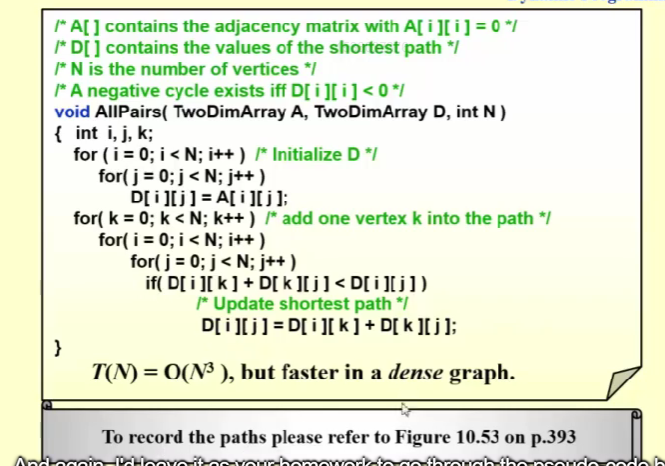 /* A[ ] contains the adjacency matrix with A[ i ][ i ] = 0 */
/* D[ ] contains the values of the shortest path */
/* N is the number of vertices */
/* A negative cycle exists iff D[ i ][ i ] < 0 */
void AllPairs( TwoDimArray A, TwoDimArray D, int N )
{ int i, j, k;
for ( i = 0; i < N; i++ ) /* Initialize D */
for( j = 0; j < N; j++ )
D[ i ][ j ] = A[ i ][ j ];
for( k = 0; k < N; k++ ) /* add one vertex k into the path */
for( i = 0; i < N; i++ )
for( j = 0; j < N; j++ )
if( D[ i ][ k ] + D[ k ][ j ] < D[ i ][ j ] )
/* Update shortest path */
D[ i ][ j ] = D[ i ][ k ] + D[ k ][ j ];
}
T(N) = O(N³ ), but faster in a dense graph.
To record the paths please refer to Figure 10.53 on p.393
And again, I'd leave it as your homework to go through the pseudo code